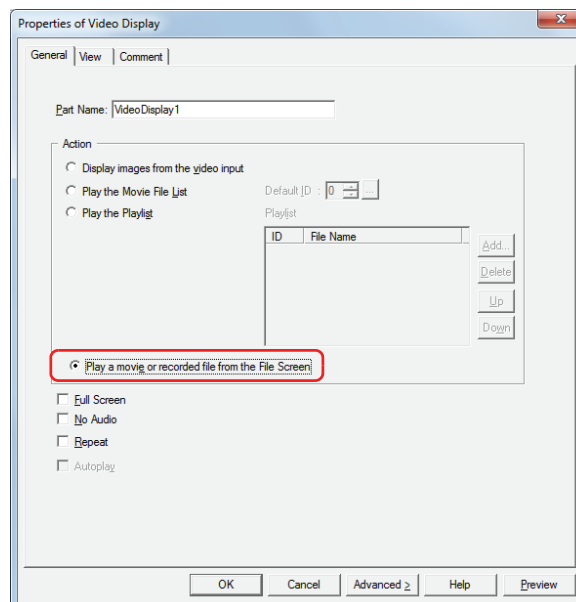 Properties of Video Display
General View Comment
Part Name: VideoDisplay1
Action
Display images from the video input
Play the Movie File List Default ID : 0 ...
Play the Playlist Playlist
ID File Name
Add...
Delete
Up
Down
Play a movie or recorded file from the File Screen
Full Screen
No Audio
Repeat
Autoplay
OK Cancel Advanced > Help Preview